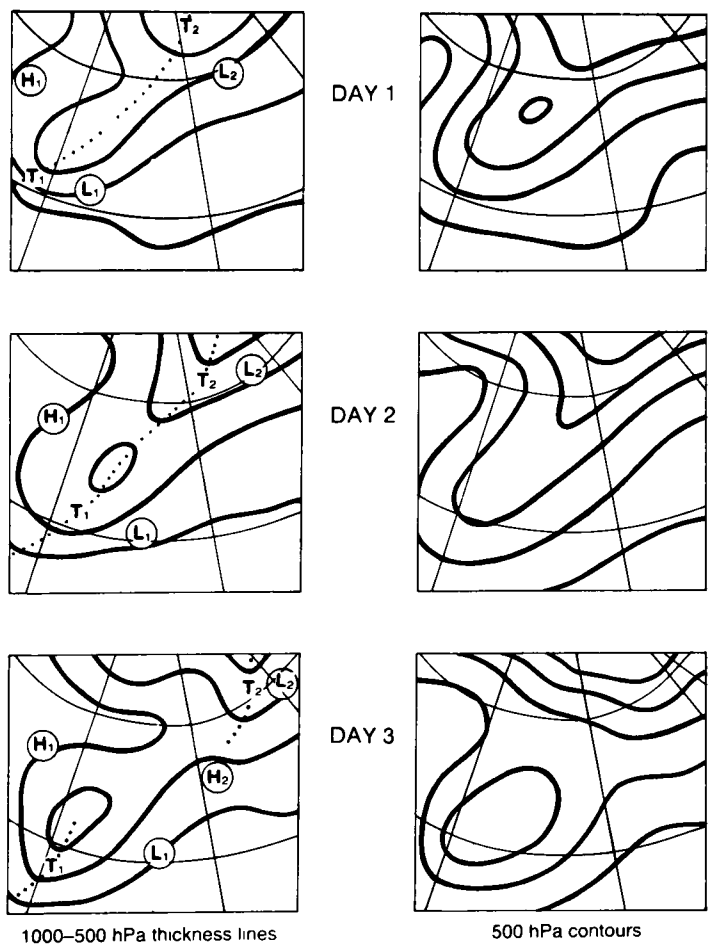 T2
H1
L2
DAY 1
T1
L1
L2
T2
H1
DAY 2
T1
L1
T2
L2
H1
DAY 3
H2
L1
T1
1000–500 hPa thickness lines
500 hPa contours